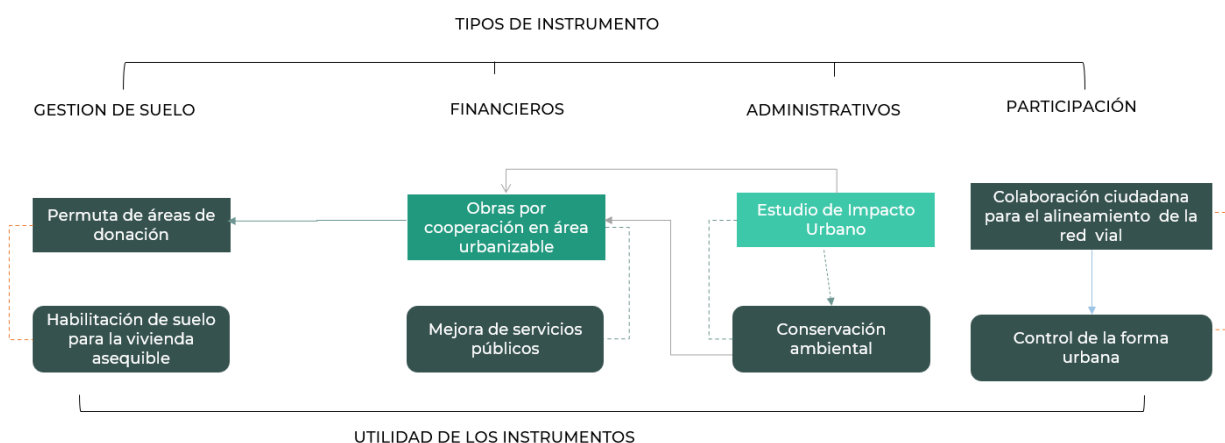 TIPOS DE INSTRUMENTO
GESTION DE SUELO
FINANCIEROS
ADMINISTRATIVOS
PARTICIPACIÓN
Permuta de áreas de
donación
Obras por
cooperación en área
urbanizable
Estudio de Impacto
Urbano
Colaboración ciudadana
para el alineamiento de la
red vial
Habilitación de suelo
para la vivienda
asequible
Mejora de servicios
públicos
Conservación
ambiental
Control de la forma
urbana
UTILIDAD DE LOS INSTRUMENTOS